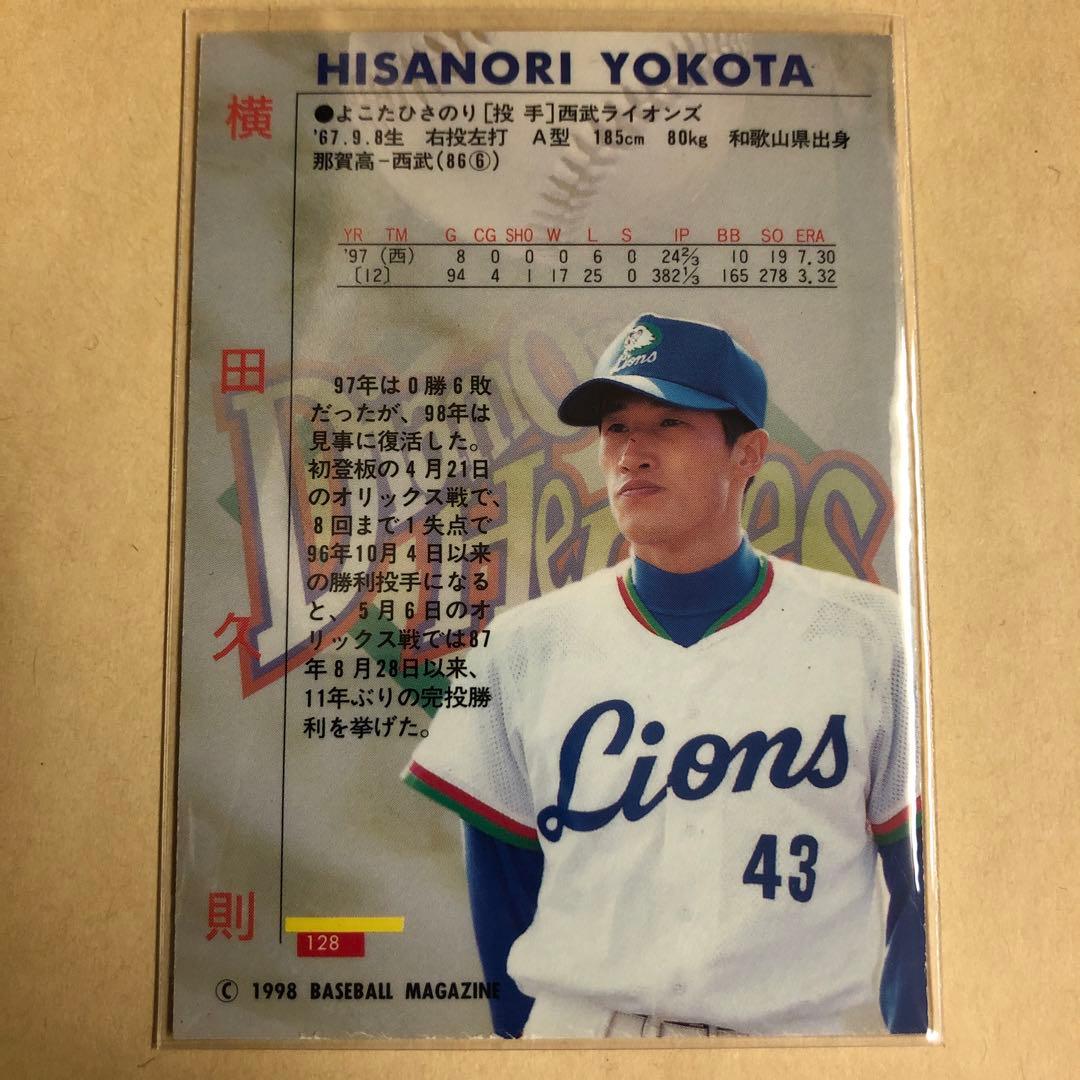 HISANORI YOKOTA
横田久則
●よこたひさのり[投 手]西武ライオンズ
'67.9.8生 右投左打 A型 185cm 80kg 和歌山県出身
那賀高-西武(86⑥)
YR TM G CG SHO W L S IP BB SO ERA
'97 (西) 8 0 0 0 6 0 24⅔ 10 19 7.30
〔12〕 94 4 1 17 25 0 382⅓ 165 278 3.32
97年は0勝6敗
だったが、98年は
見事に復活した。
初登板の4月21日
のオリックス戦で、
8回まで1失点で
96年10月4日以来
の勝利投手になる
と、5月6日のオ
リックス戦では87
年8月28日以来、
11年ぶりの完投勝
利を挙げた。
Lions
Lions
43
128
© 1998 BASEBALL MAGAZINE